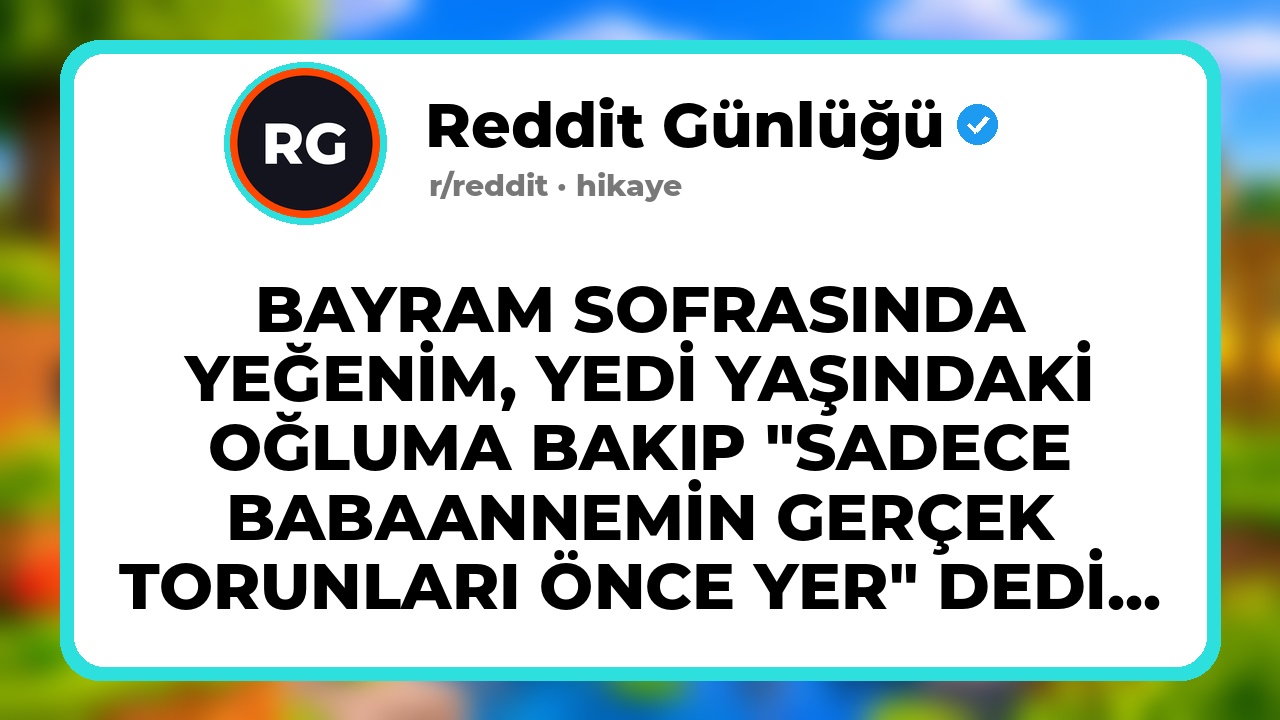 RG
Reddit Günlüğü
r/reddit • hikaye
BAYRAM SOFRASINDA
YEĞENİM, YEDİ YAŞINDAKİ
OĞLUMA BAKIP "SADECE
BABAANNEMİN GERÇEK
TORUNLARI ÖNCE YER" DEDİ...